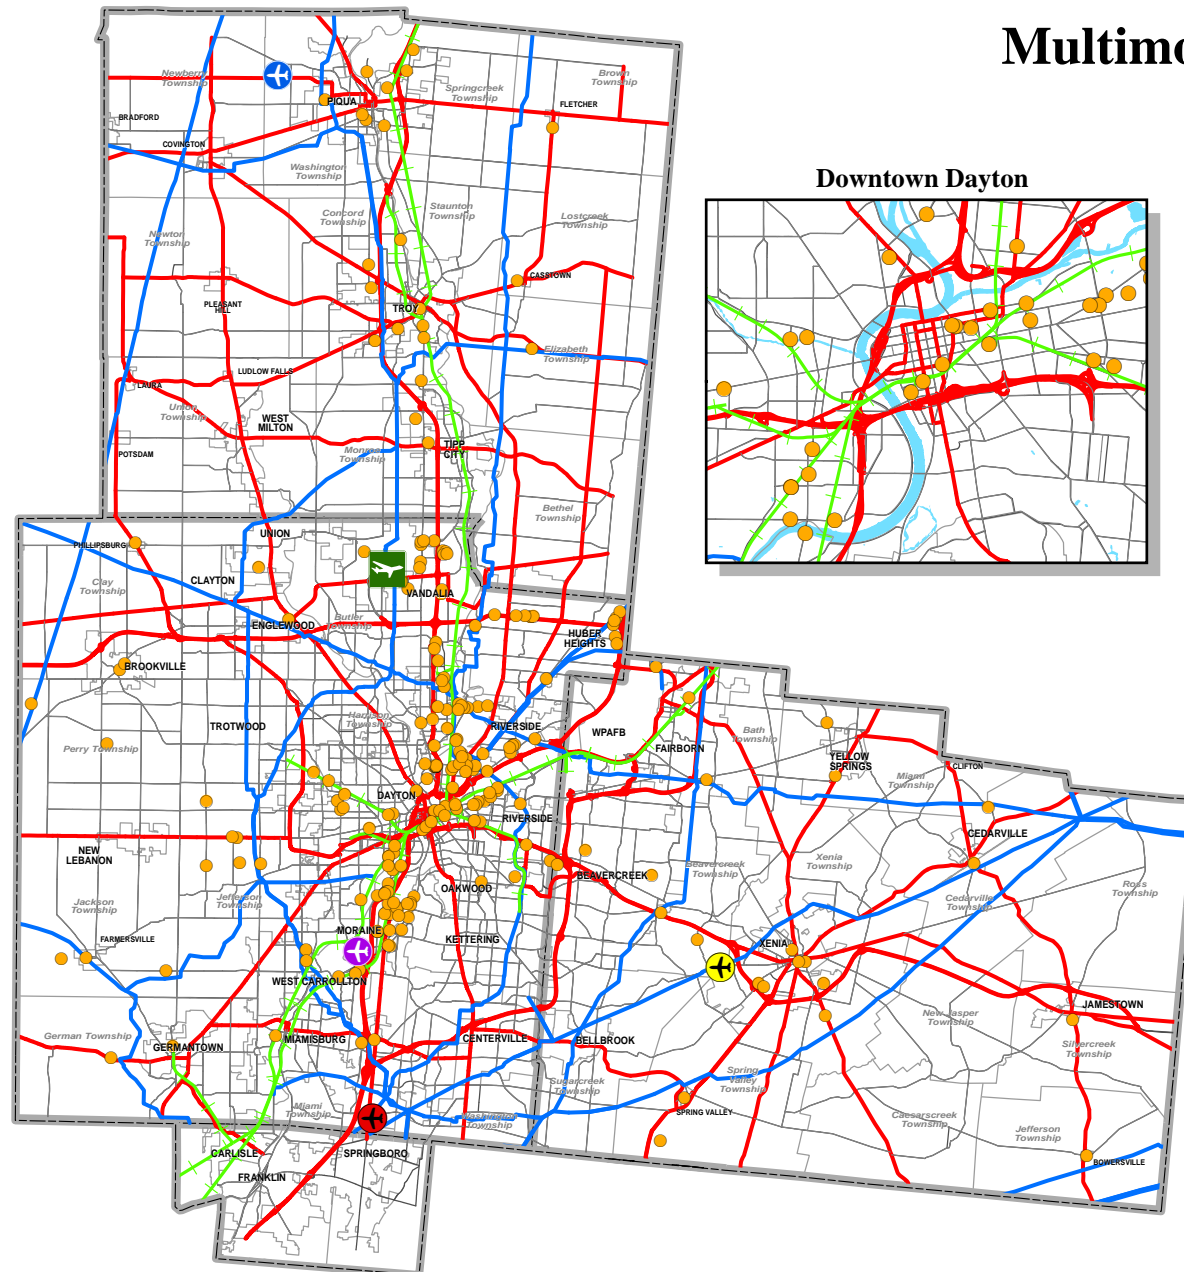 Multimo
Downtown Dayton
Newberry
Township
Brown
Township
Springcreek
Township
FLETCHER
PIQUA
BRADFORD
COVINGTON
Washington
Township
Staunton
Township
Concord
Township
Lostcreek
Township
Newton
Township
CASSTOWN
PLEASANT
HILL
TROY
Elizabeth
Township
LUDLOW FALLS
LAURA
Union
Township
WEST
MILTON
TIPP
CITY
Monroe
Township
POTSDAM
Bethel
Township
UNION
PHILLIPSBURG
CLAYTON
Clay
Township
VANDALIA
Butler
Township
ENGLEWOOD
HUBER
HEIGHTS
BROOKVILLE
Harrison
Township
TROTWOOD
RIVERSIDE
WPAFB
FAIRBORN
Bath
Township
Perry Township
YELLOW
SPRINGS
CLIFTON
Miami
Township
DAYTON
RIVERSIDE
CEDARVILLE
NEW
LEBANON
Xenia
Township
Beavercreek
Township
BEAVERCREEK
OAKWOOD
Ross
Township
Jefferson
Township
Cedarville
Township
Jackson
Township
MORAINE
KETTERING
FARMERSVILLE
XENIA
WEST CARROLLTON
JAMESTOWN
New Jasper
Township
German Township
MIAMISBURG
CENTERVILLE
BELLBROOK
GERMANTOWN
Silvercreek
Township
Spring
Valley
Township
Sugarcreek
Township
Miami
Township
Washington
Township
SPRING VALLEY
Caesarscreek
Township
Jefferson
Township
CARLISLE
SPRINGBORO
BOWERSVILLE
FRANKLIN